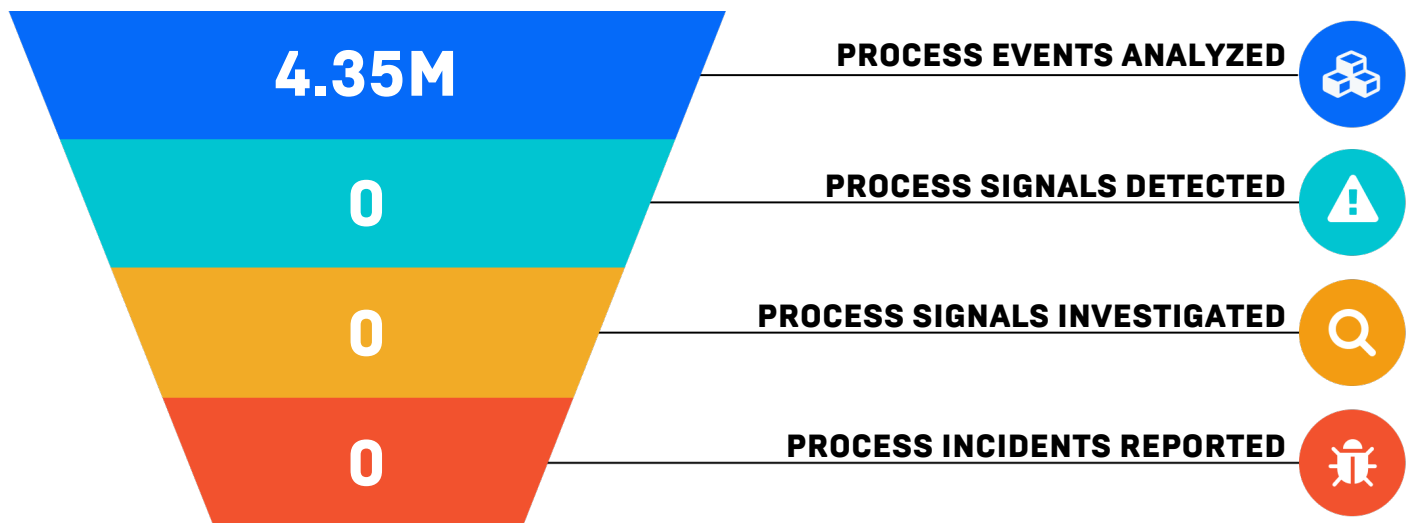 4.35M
PROCESS EVENTS ANALYZED
0
PROCESS SIGNALS DETECTED
0
PROCESS SIGNALS INVESTIGATED
0
PROCESS INCIDENTS REPORTED